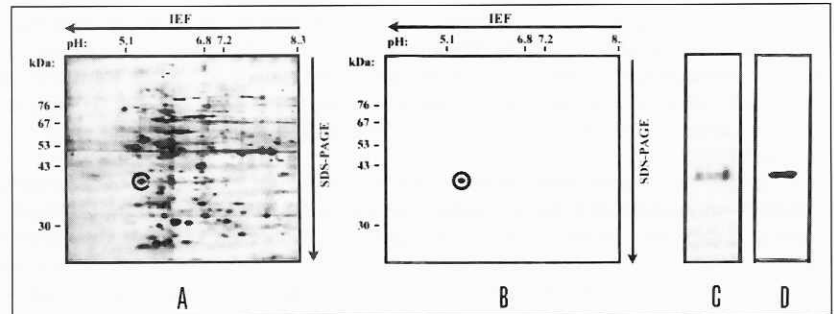 IEF
pH: 5.1 6.8 7.2 8.3
kDa:
76 -
67 -
53 -
43 -
30 -
SDS-PAGE
A
IEF
pH: 5.1 6.8 7.2 8.
kDa:
76 -
67 -
53 -
43 -
30 -
SDS-PAGE
B
C
D